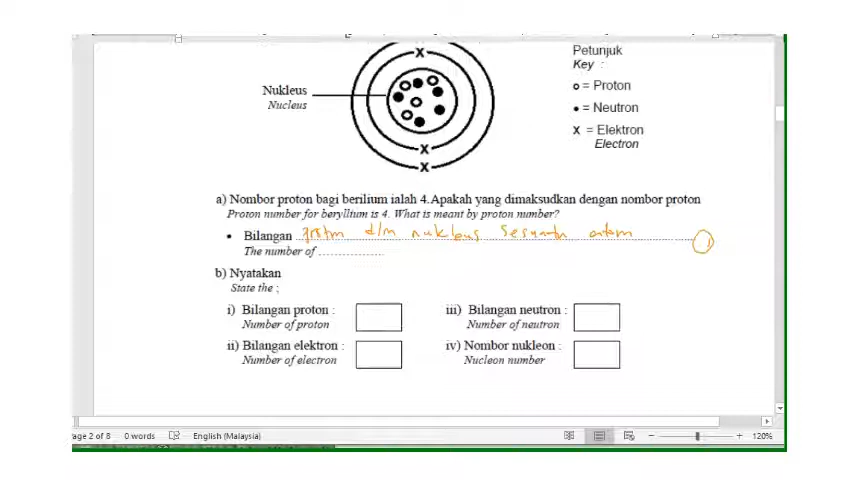 Petunjuk
Key :
Nukleus
Nucleus
o = Proton
• = Neutron
X = Elektron
Electron
X
X
X
a) Nombor proton bagi berilium ialah 4.Apakah yang dimaksudkan dengan nombor proton
Proton number for beryllium is 4. What is meant by proton number?
• Bilangan proton dlm nukleus sesuatu atom 1
The number of ....................
b) Nyatakan
State the ;
i) Bilangan proton :
Number of proton
iii) Bilangan neutron :
Number of neutron
ii) Bilangan elektron :
Number of electron
iv) Nombor nukleon :
Nucleon number
age 2 of 8 0 words English (Malaysia) 120%